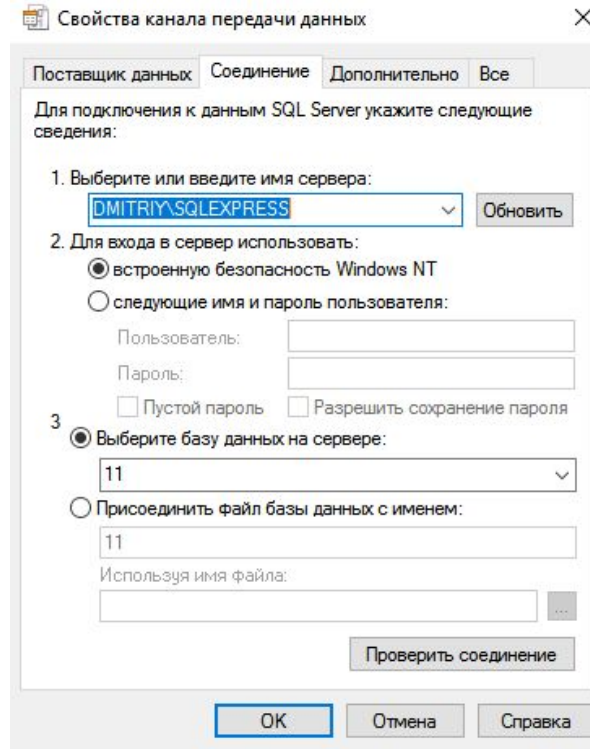 Свойства канала передачи данных
Поставщик данных Соединение Дополнительно Все
Для подключения к данным SQL Server укажите следующие
сведения:
1. Выберите или введите имя сервера:
DMITRIY\SQLEXPRESS Обновить
2. Для входа в сервер использовать:
встроенную безопасность Windows NT
следующие имя и пароль пользователя:
Пользователь:
Пароль:
Пустой пароль Разрешить сохранение пароля
3
Выберите базу данных на сервере:
11
Присоединить файл базы данных с именем:
11
Используя имя файла:
...
Проверить соединение
OK Отмена Справка